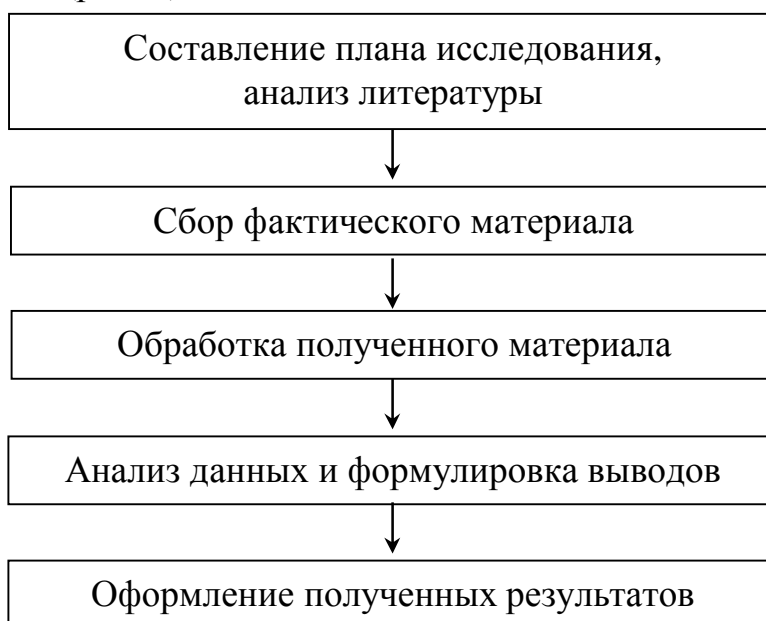 Составление плана исследования,
анализ литературы
Сбор фактического материала
Обработка полученного материала
Анализ данных и формулировка выводов
Оформление полученных результатов